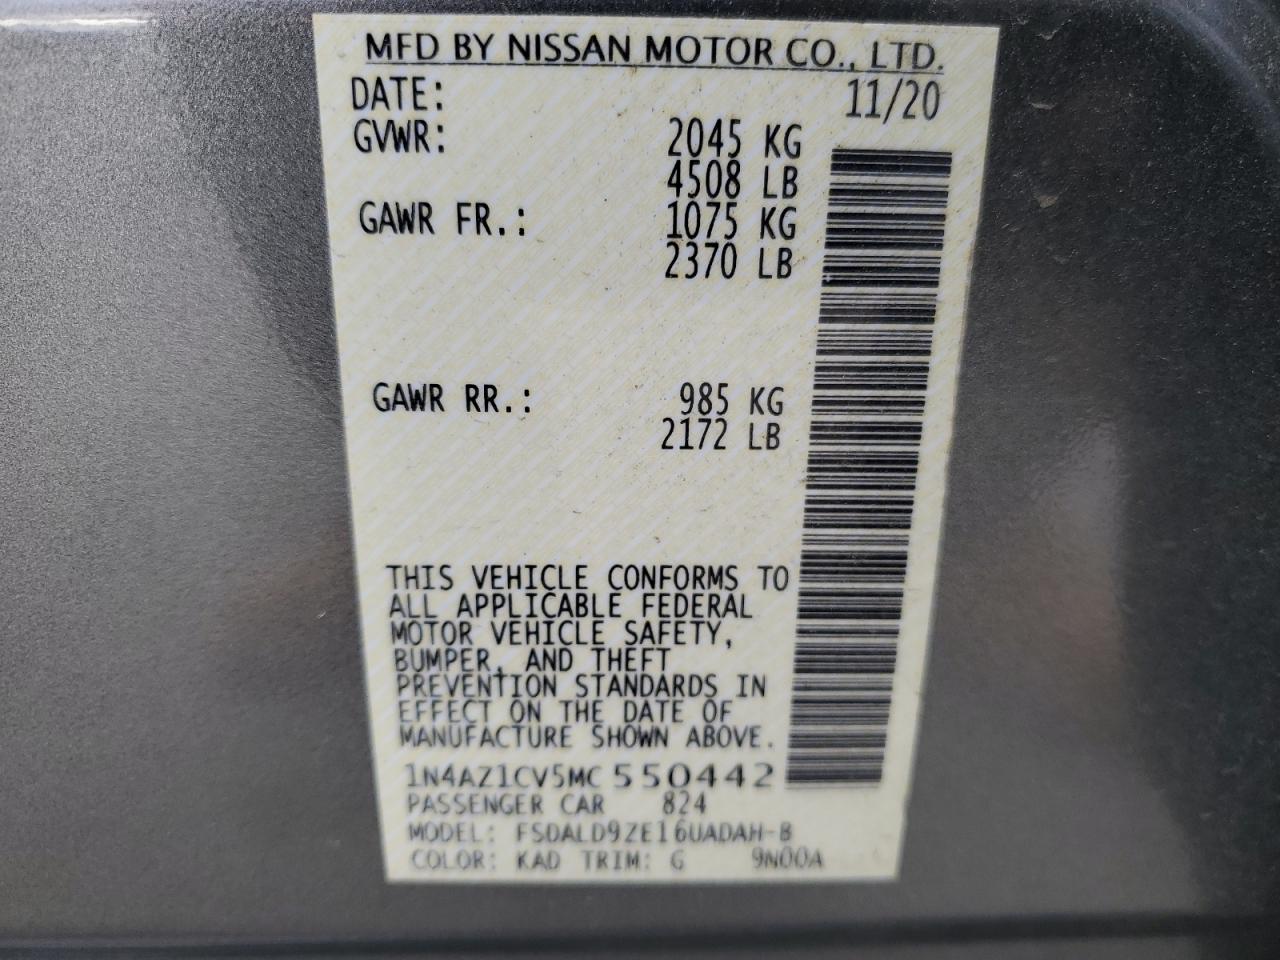 MFD BY NISSAN MOTOR CO., LTD.
DATE: 11/20
GVWR: 2045 KG
4508 LB
GAWR FR.: 1075 KG
2370 LB
GAWR RR.: 985 KG
2172 LB
THIS VEHICLE CONFORMS TO
ALL APPLICABLE FEDERAL
MOTOR VEHICLE SAFETY,
BUMPER, AND THEFT
PREVENTION STANDARDS IN
EFFECT ON THE DATE OF
MANUFACTURE SHOWN ABOVE.
1N4AZ1CV5MC550442
PASSENGER CAR 824
MODEL: FSDALD9ZE16UADAH-B
COLOR: KAD TRIM: G 9N00A